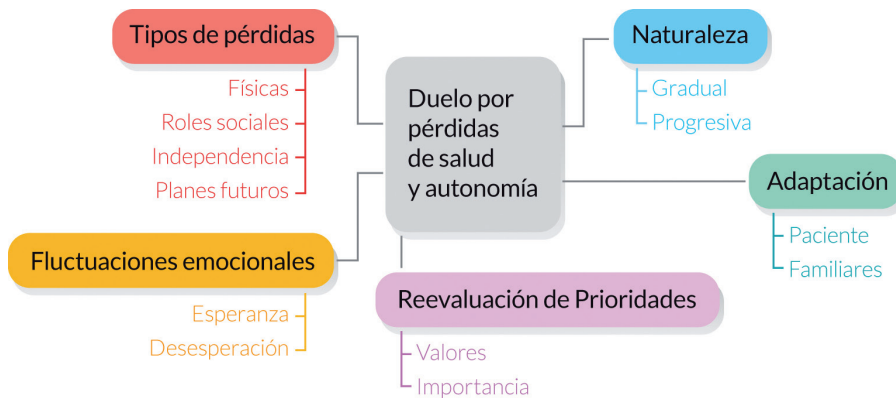 Tipos de pérdidas
Físicas
Roles sociales
Independencia
Planes futuros
Fluctuaciones emocionales
Esperanza
Desesperación
Duelo por
pérdidas
de salud
y autonomía
Reevaluación de Prioridades
Valores
Importancia
Naturaleza
Gradual
Progresiva
Adaptación
Paciente
Familiares